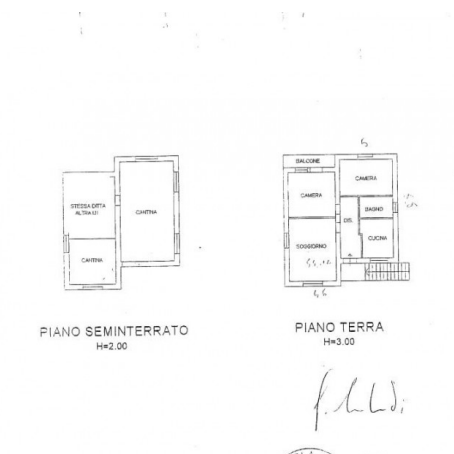 BALCONE
CAMERA
CAMERA
STESSA DITTA
ALTRA U.I
CANTINA
BAGNO
DIS.
CUCINA
SOGGIORNO
CANTINA
PIANO SEMINTERRATO
H=2.00
PIANO TERRA
H=3.00